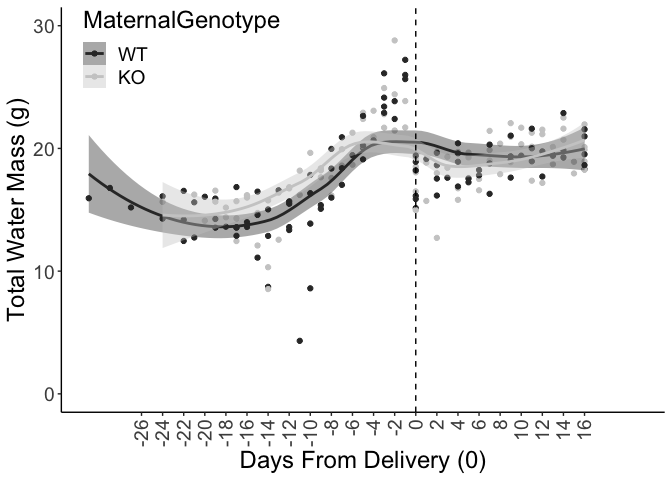 MaternalGenotype
WT
KO
Total Water Mass (g)
30
20
10
0
-26 -24 -22 -20 -18 -16 -14 -12 -10 -8 -6 -4 -2 0 2 4 6 8 10 12 14 16
Days From Delivery (0)